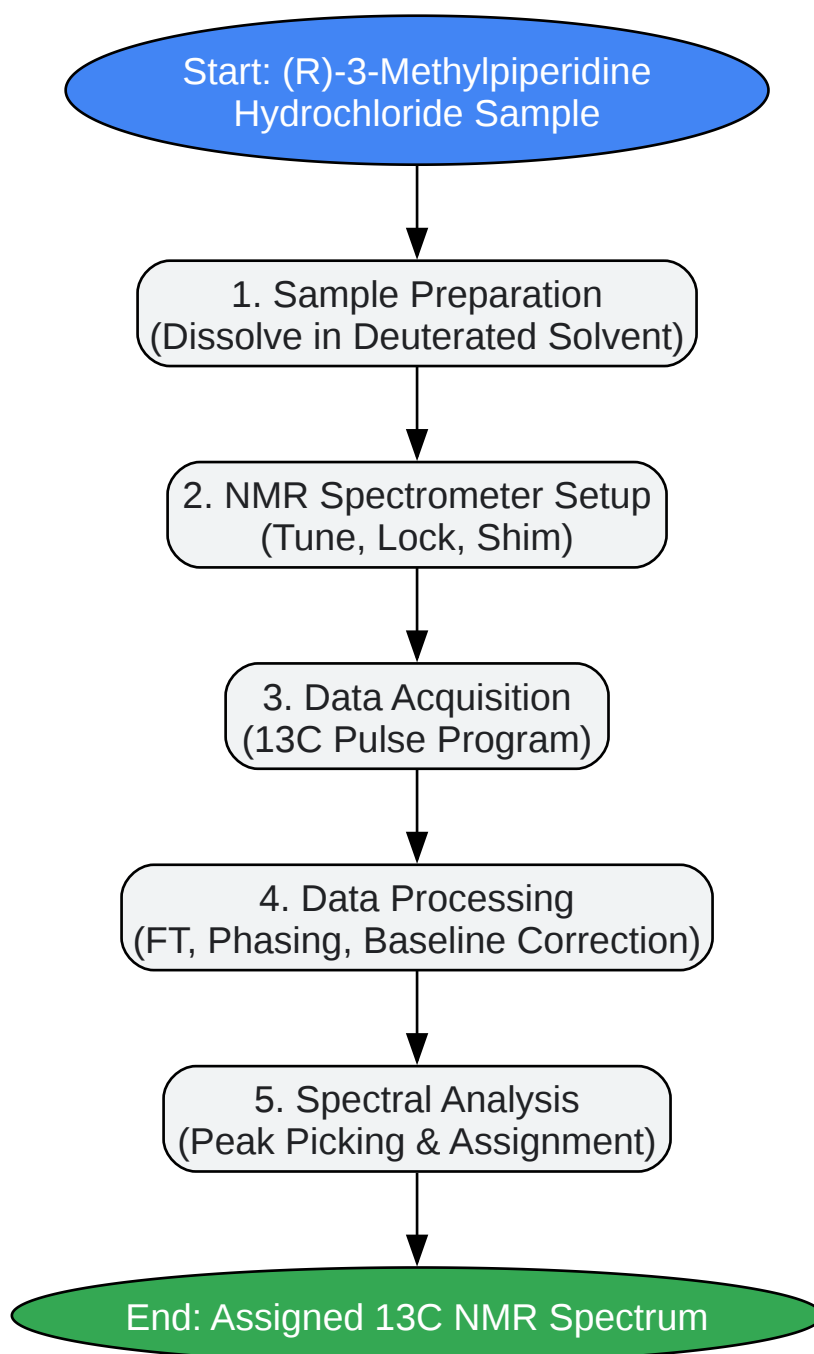 Start: (R)-3-Methylpiperidine
Hydrochloride Sample
1. Sample Preparation
(Dissolve in Deuterated Solvent)
2. NMR Spectrometer Setup
(Tune, Lock, Shim)
3. Data Acquisition
(13C Pulse Program)
4. Data Processing
(FT, Phasing, Baseline Correction)
5. Spectral Analysis
(Peak Picking & Assignment)
End: Assigned 13C NMR Spectrum